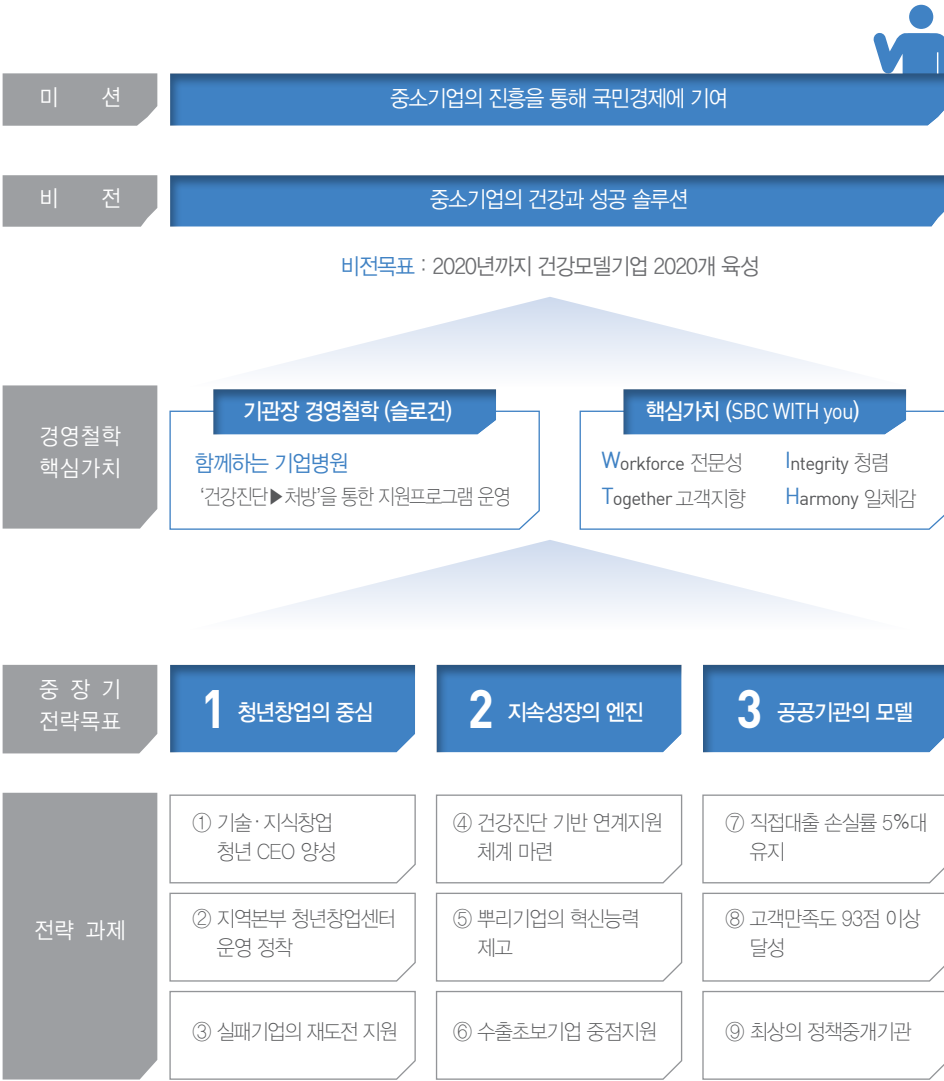 미 션
중소기업의 진흥을 통해 국민경제에 기여
비 전
중소기업의 건강과 성공 솔루션
비전목표 : 2020년까지 건강모델기업 2020개 육성
경영철학
핵심가치
기관장 경영철학 (슬로건)
함께하는 기업병원
‘건강진단▶처방’을 통한 지원프로그램 운영
핵심가치 (SBC WITH you)
Workforce 전문성 Integrity 청렴
Together 고객지향 Harmony 일체감
중 장 기
전략목표
1 청년창업의 중심
2 지속성장의 엔진
3 공공기관의 모델
전략 과제
① 기술·지식창업
청년 CEO 양성
② 지역본부 청년창업센터
운영 정착
③ 실패기업의 재도전 지원
④ 건강진단 기반 연계지원
체계 마련
⑤ 뿌리기업의 혁신능력
제고
⑥ 수출초보기업 중점지원
⑦ 직접대출 손실률 5%대
유지
⑧ 고객만족도 93점 이상
달성
⑨ 최상의 정책중개기관